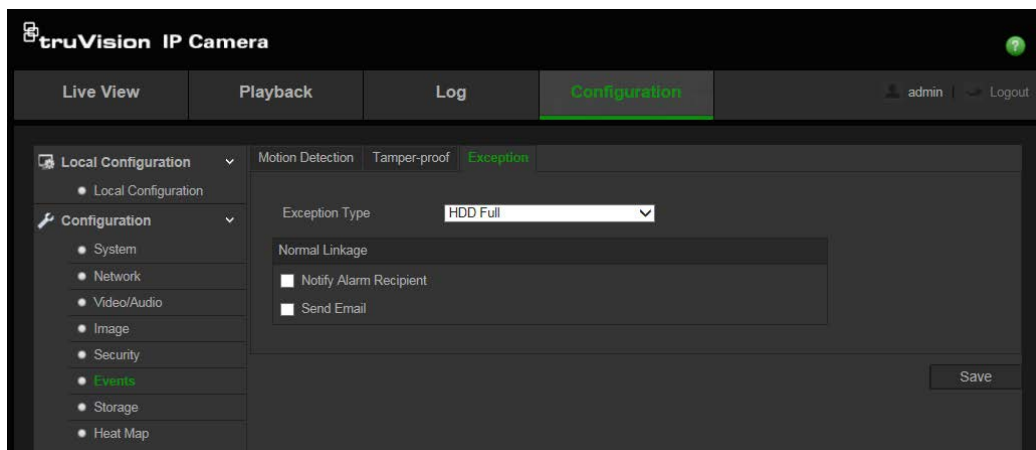 truVision IP Camera
?
Live View Playback Log Configuration admin | Logout
Local Configuration
Local Configuration
Configuration
System
Network
Video/Audio
Image
Security
Events
Storage
Heat Map
Motion Detection Tamper-proof Exception
Exception Type HDD Full
Normal Linkage
Notify Alarm Recipient
Send Email
Save